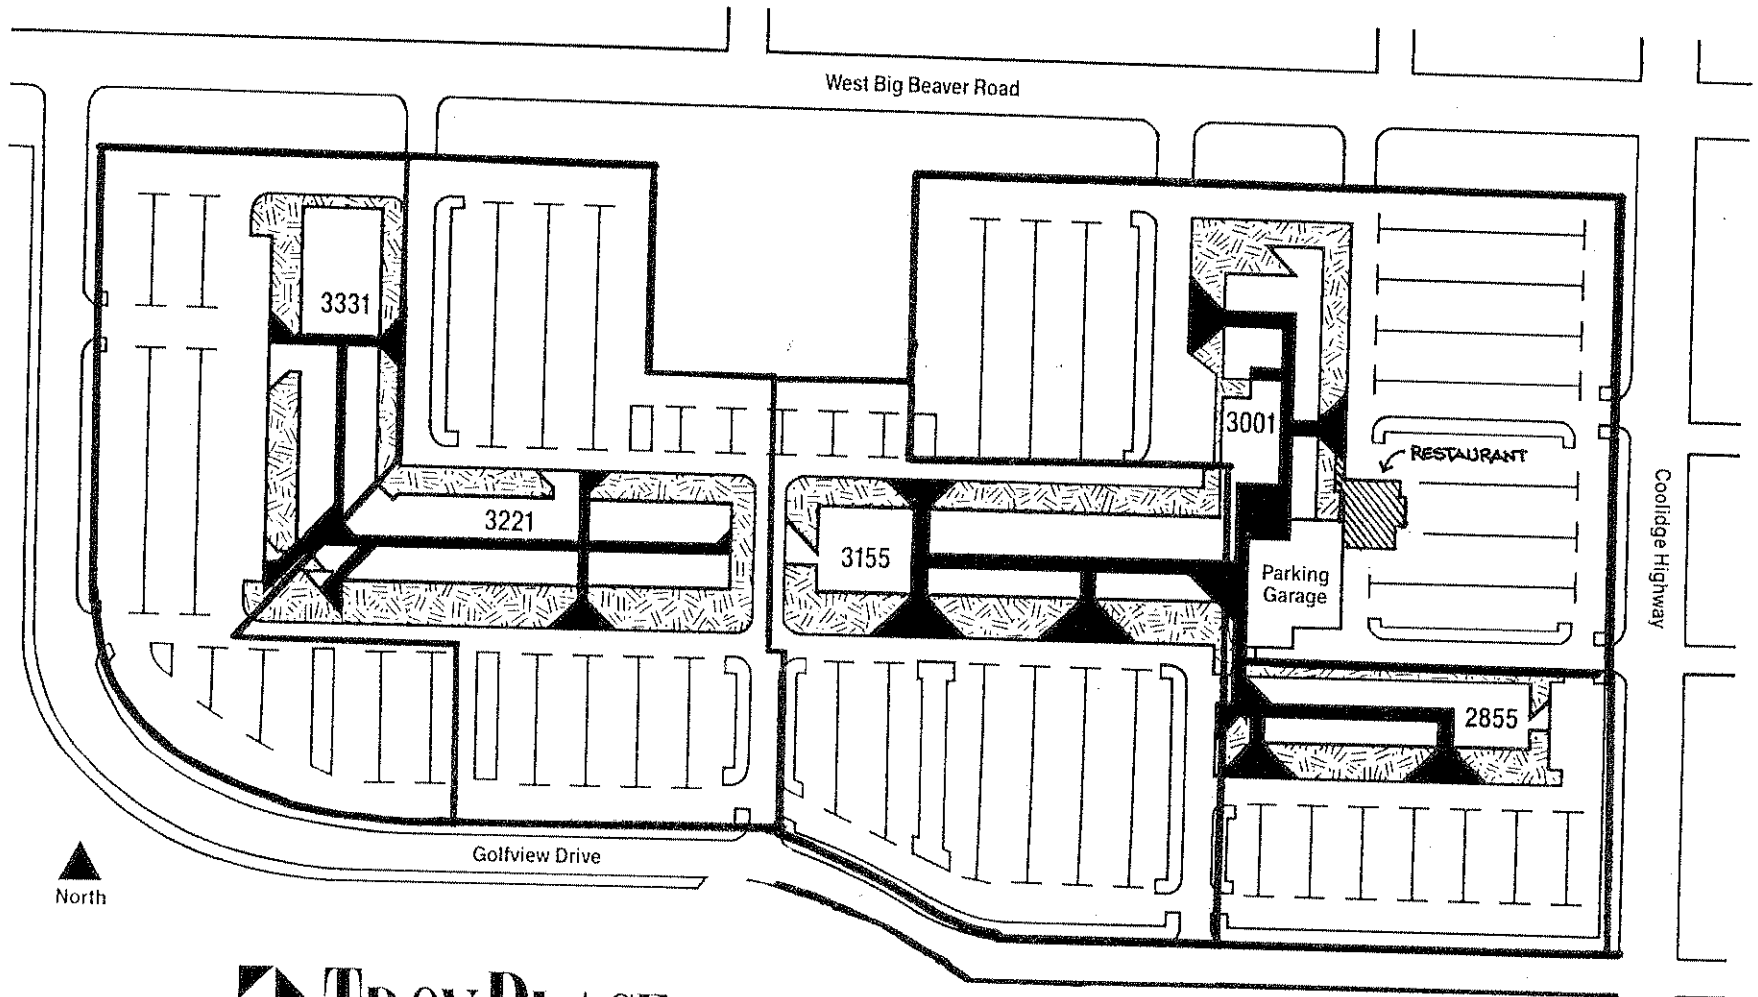 West Big Beaver Road
3331
3001
RESTAURANT
3221
3155
Parking
Garage
Coolidge Highway
2855
Golfview Drive
North